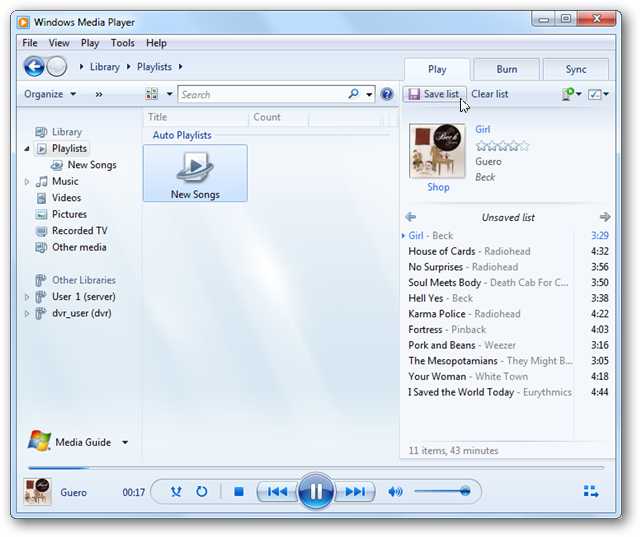 Windows Media Player
File View Play Tools Help
Library Playlists
Play Burn Sync
Organize » Search Save list Clear list
Title Count
Auto Playlists
New Songs
Library
Playlists
New Songs
Music
Videos
Pictures
Recorded TV
Other media
Other Libraries
User 1 (server)
dvr_user (dvr)
Media Guide
Beck
Girl
Guero
Beck
Shop
Unsaved list
Girl - Beck 3:29
House of Cards - Radiohead 4:32
No Surprises - Radiohead 3:56
Soul Meets Body - Death Cab For C... 4:30
Hell Yes - Beck 3:38
Karma Police - Radiohead 4:22
Fortress - Pinback 4:03
Pork and Beans - Weezer 3:16
The Mesopotamians - They Might B... 3:05
Your Woman - White Town 4:18
I Saved the World Today - Eurythmics 4:44
11 items, 43 minutes
Guero 00:17